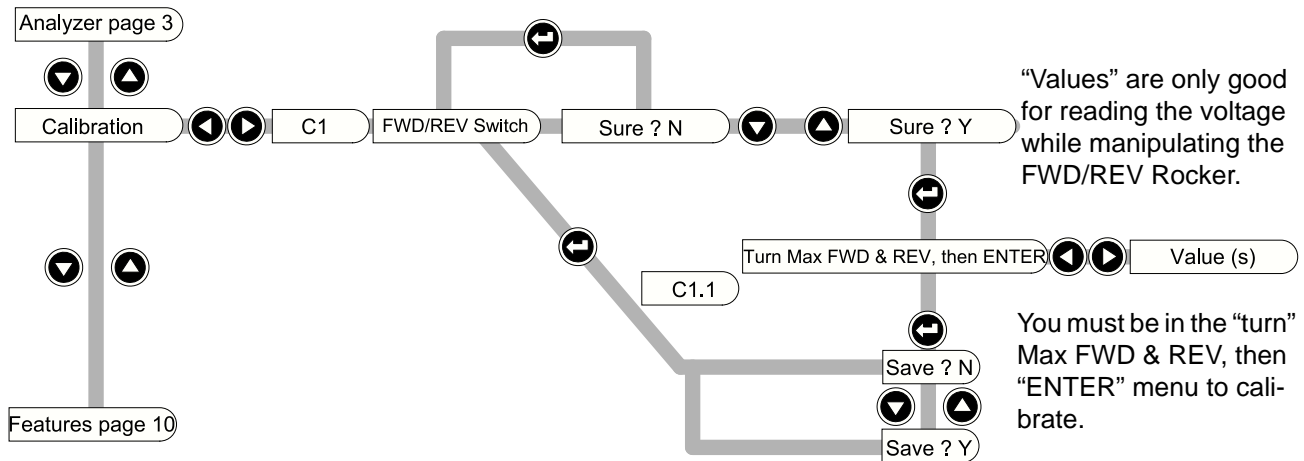 Analyzer page 3
Calibration
C1
FWD/REV Switch
Sure ? N
Sure ? Y
“Values” are only good
for reading the voltage
while manipulating the
FWD/REV Rocker.
Turn Max FWD & REV, then ENTER
Value (s)
C1.1
You must be in the “turn”
Max FWD & REV, then
“ENTER” menu to cali-
brate.
Save ? N
Save ? Y
Features page 10